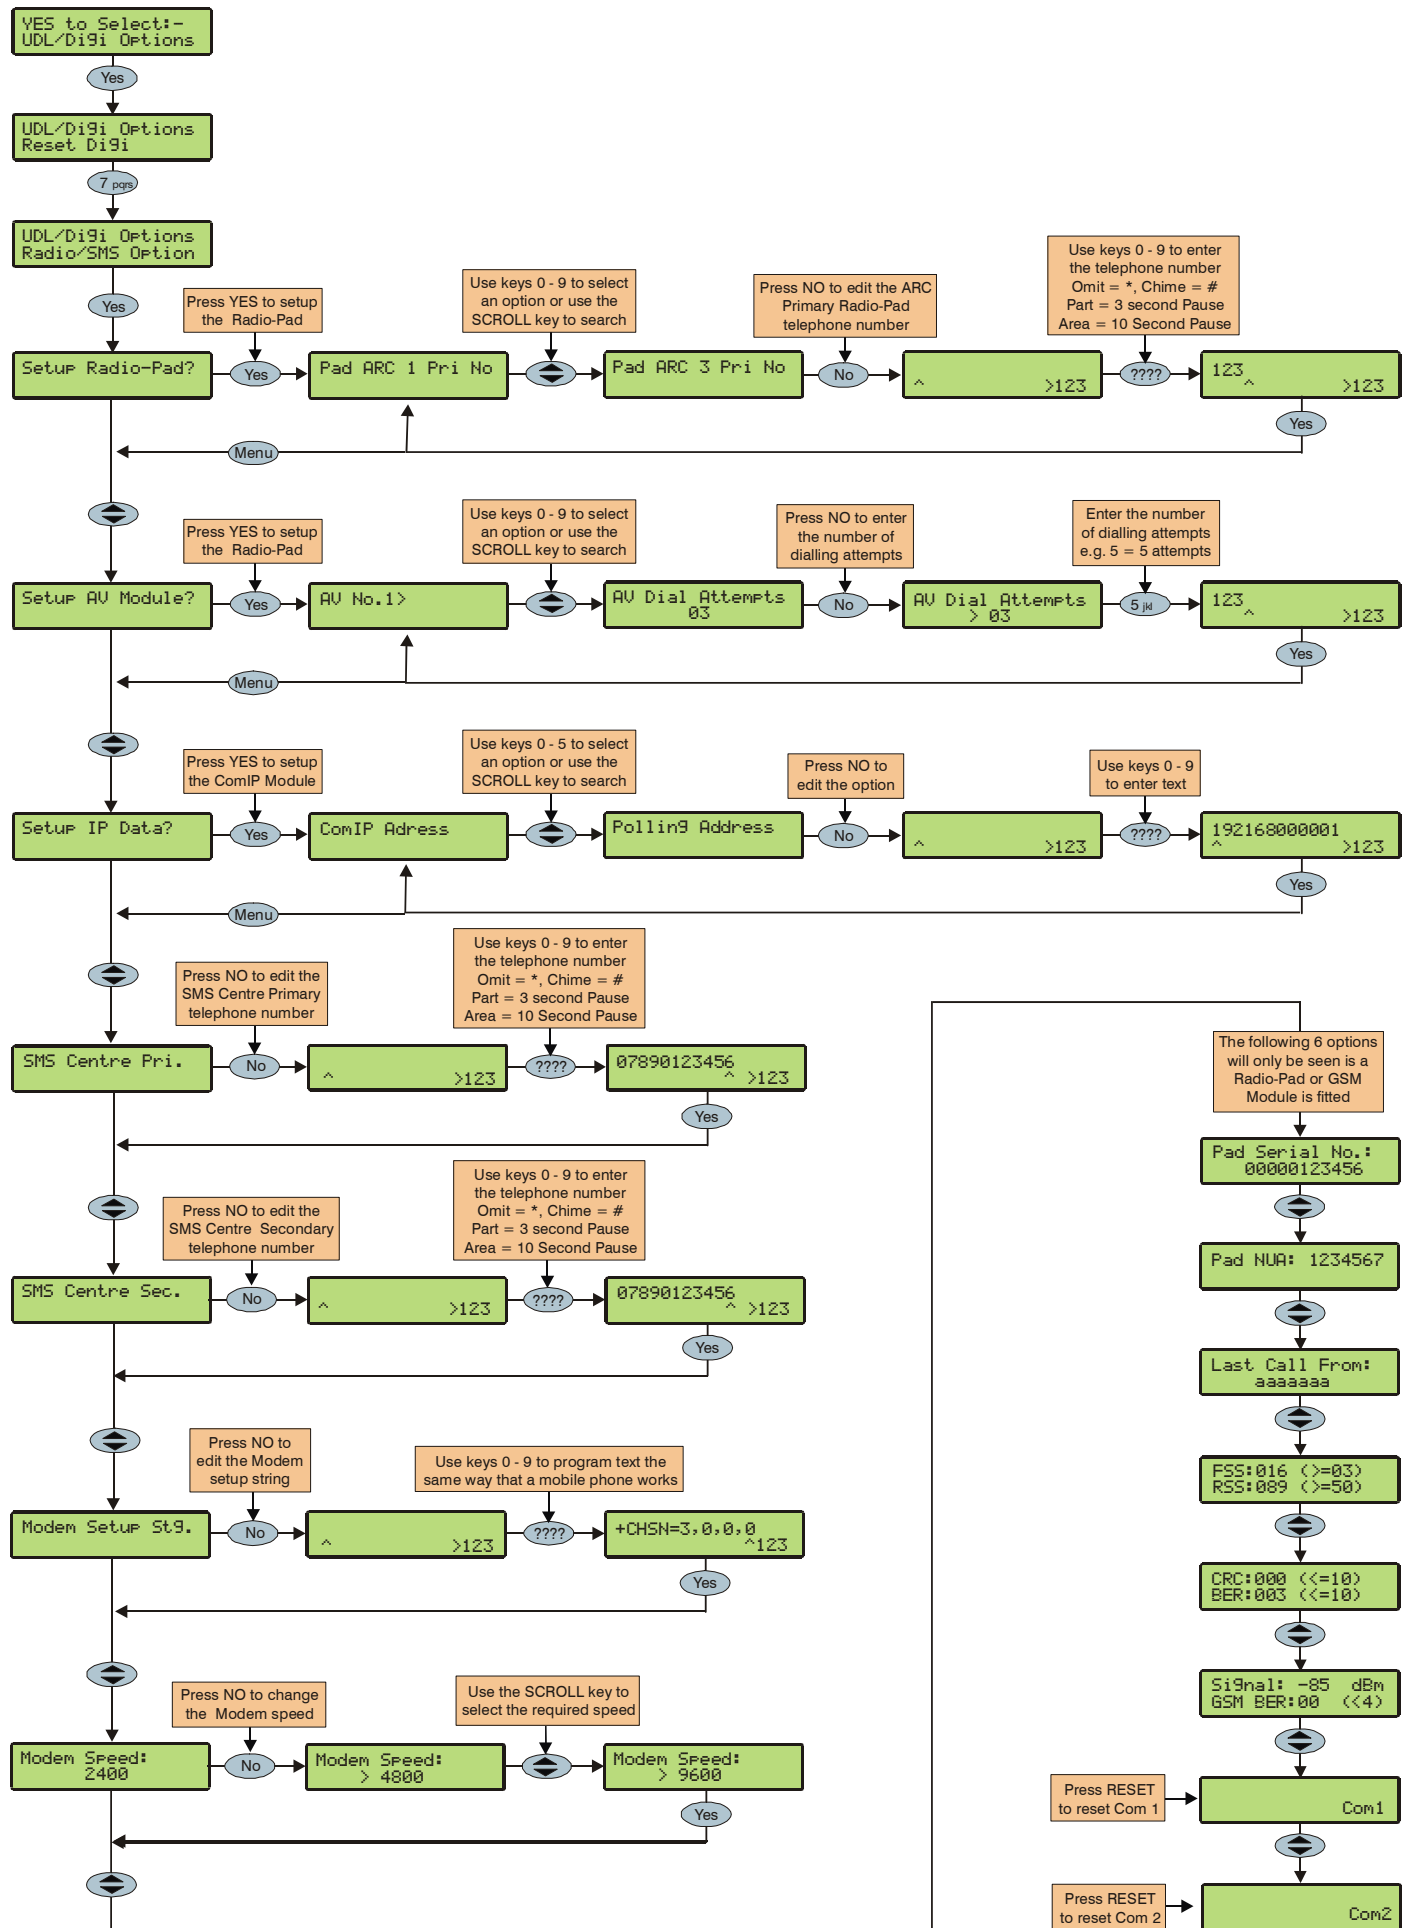 YES to Select:-
UDL/Digi Options
Yes
UDL/Digi Options
Reset Digi
7 pqrs
UDL/Digi Options
Radio/SMS Option
Yes
Press YES to setup
the Radio-Pad
Use keys 0 - 9 to select
an option or use the
SCROLL key to search
Press NO to edit the ARC
Primary Radio-Pad
telephone number
Use keys 0 - 9 to enter
the telephone number
Omit = *, Chime = #
Part = 3 second Pause
Area = 10 Second Pause
Setup Radio-Pad?
Yes
Pad ARC 1 Pri No
Pad ARC 3 Pri No
No
^ >123
????
123
^ >123
Yes
Menu
Press YES to setup
the Radio-Pad
Use keys 0 - 9 to select
an option or use the
SCROLL key to search
Press NO to enter
the number of
dialling attempts
Enter the number
of dialling attempts
e.g. 5 = 5 attempts
Setup AV Module?
Yes
AV No.1>
AV Dial Attempts
03
No
AV Dial Attempts
> 03
5 jkl
123
^ >123
Yes
Menu
Press YES to setup
the ComIP Module
Use keys 0 - 5 to select
an option or use the
SCROLL key to search
Press NO to
edit the option
Use keys 0 - 9
to enter text
Setup IP Data?
Yes
ComIP Adress
Polling Address
No
^ >123
????
192168000001
^ >123
Yes
Menu
Press NO to edit the
SMS Centre Primary
telephone number
Use keys 0 - 9 to enter
the telephone number
Omit = *, Chime = #
Part = 3 second Pause
Area = 10 Second Pause
SMS Centre Pri.
No
^ >123
????
07890123456
^ >123
Yes
Press NO to edit the
SMS Centre Secondary
telephone number
Use keys 0 - 9 to enter
the telephone number
Omit = *, Chime = #
Part = 3 second Pause
Area = 10 Second Pause
SMS Centre Sec.
No
^ >123
????
07890123456
^ >123
Yes
Press NO to
edit the Modem
setup string
Use keys 0 - 9 to program text the
same way that a mobile phone works
Modem Setup Stg.
No
^ >123
????
+CHSN=3,0,0,0
^123
Yes
Press NO to change
the Modem speed
Use the SCROLL key to
select the required speed
Modem Speed:
2400
No
Modem Speed:
> 4800
Modem Speed:
> 9600
Yes
The following 6 options
will only be seen is a
Radio-Pad or GSM
Module is fitted
Pad Serial No.:
00000123456
Pad NUA: 1234567
Last Call From:
aaaaaaa
FSS:016 (>=03)
RSS:089 (>=50)
CRC:000 (<=10)
BER:003 (<=10)
Signal: -85 dBm
GSM BER:00 (<4)
Press RESET
to reset Com 1
Com1
Press RESET
to reset Com 2
Com2